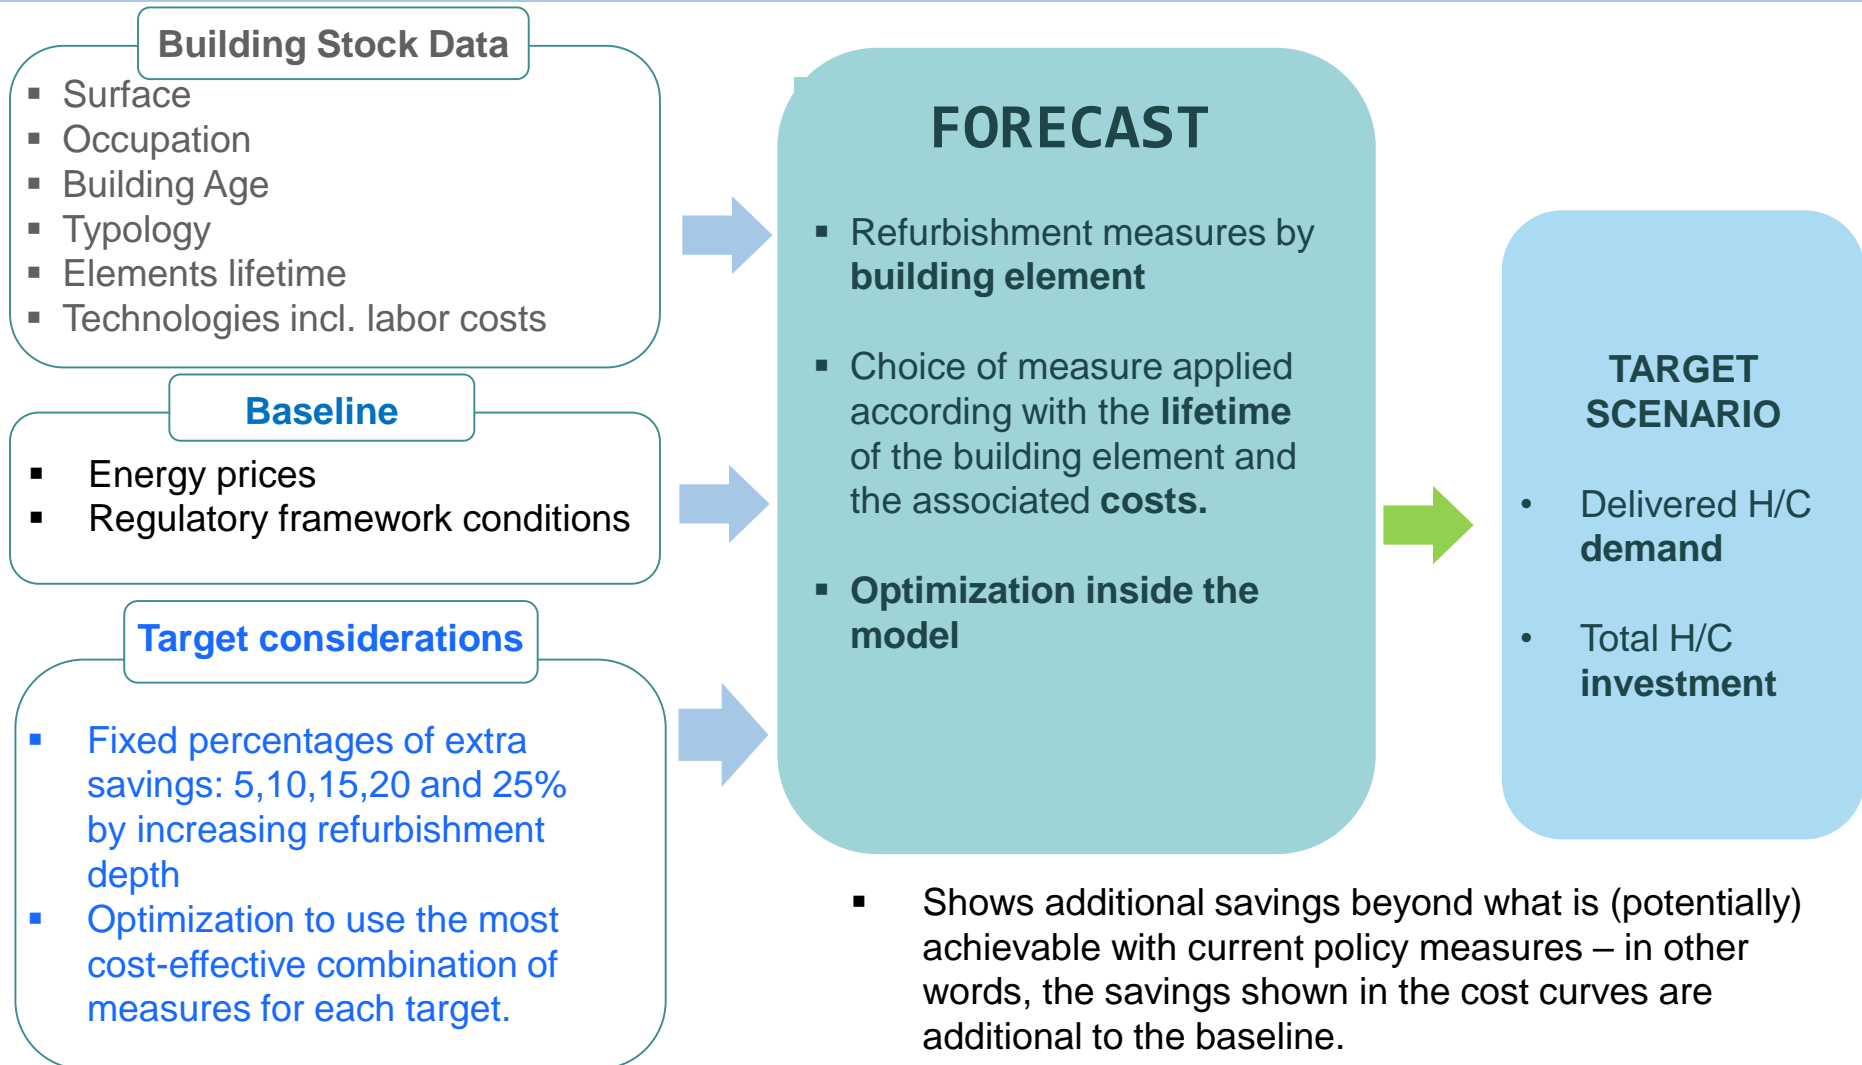 Building Stock Data
▪ Surface
▪ Occupation
▪ Building Age
▪ Typology
▪ Elements lifetime
▪ Technologies incl. labor costs
Baseline
▪ Energy prices
▪ Regulatory framework conditions
Target considerations
▪ Fixed percentages of extra
savings: 5,10,15,20 and 25%
by increasing refurbishment
depth
▪ Optimization to use the most
cost-effective combination of
measures for each target.
FORECAST
▪ Refurbishment measures by
building element
▪ Choice of measure applied
according with the lifetime
of the building element and
the associated costs.
▪ Optimization inside the
model
TARGET
SCENARIO
• Delivered H/C
demand
• Total H/C
investment
▪ Shows additional savings beyond what is (potentially)
achievable with current policy measures – in other
words, the savings shown in the cost curves are
additional to the baseline.